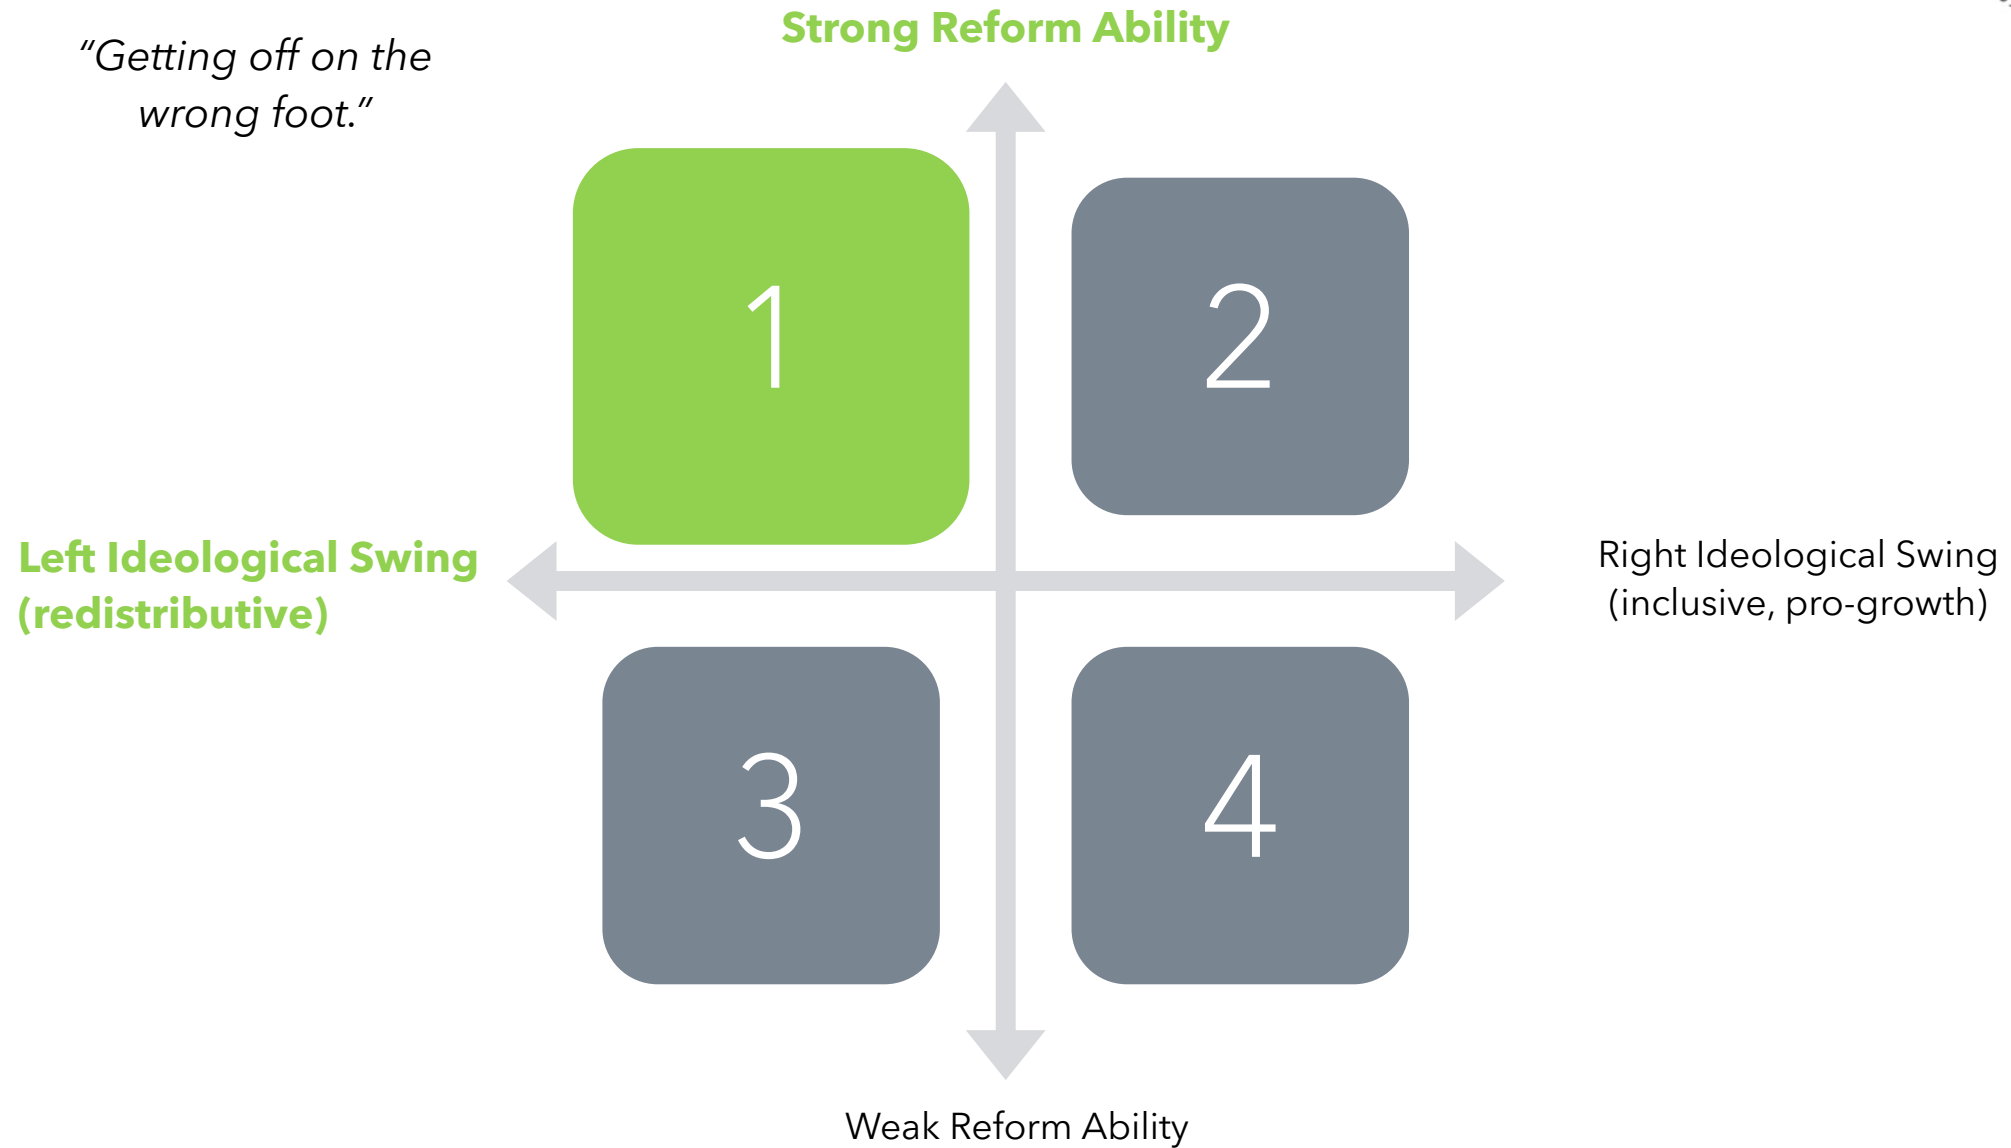 Strong Reform Ability
“Getting off on the
wrong foot.”
1
2
Left Ideological Swing
(redistributive)
Right Ideological Swing
(inclusive, pro-growth)
3
4
Weak Reform Ability